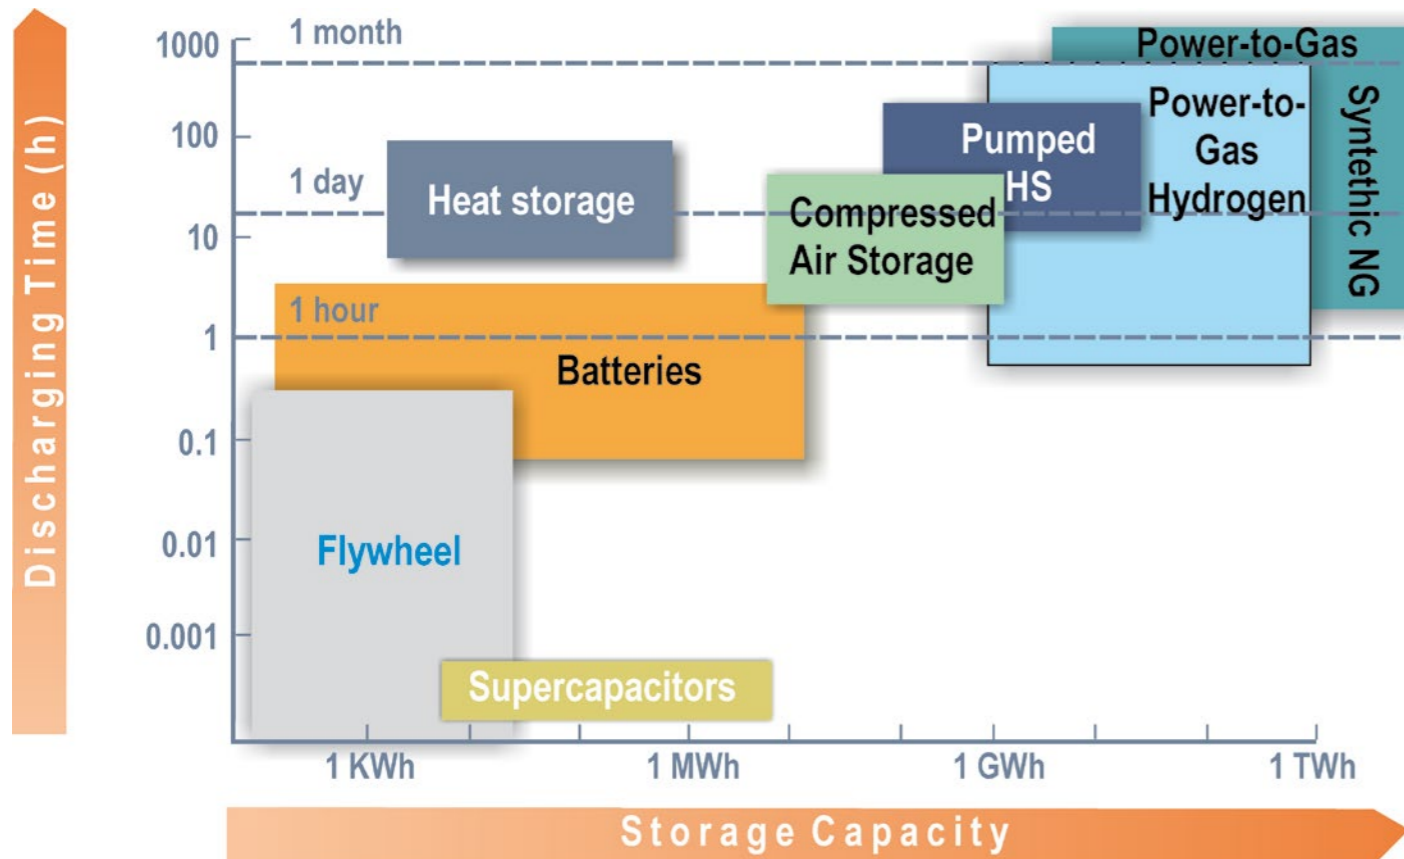 Discharging Time (h)
1000
100
10
1
0.1
0.01
0.001
1 month
1 day
1 hour
Power-to-Gas
Syntethic NG
Power-to-
Gas
Hydrogen
Pumped
HS
Heat storage
Compressed
Air Storage
Batteries
Flywheel
Supercapacitors
1 KWh
1 MWh
1 GWh
1 TWh
Storage Capacity